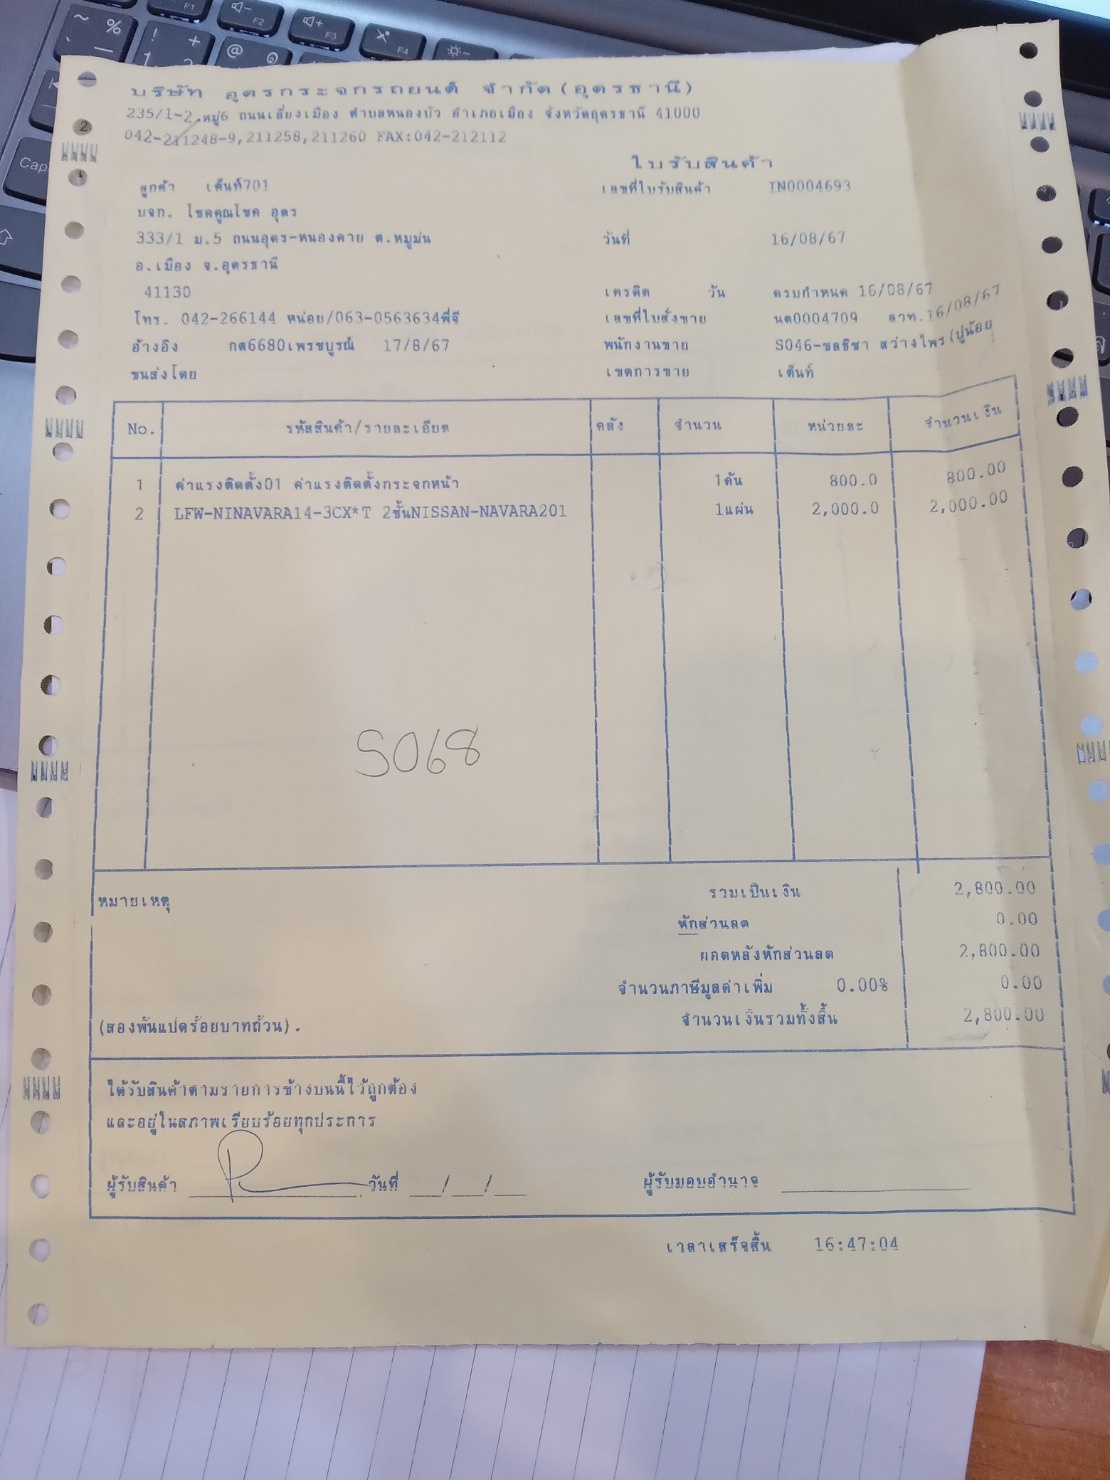 บริษัท อุดรกระจกรถยนต์ จำกัด(อุดรธานี)
235/1-2 หมู่6 ถนนเลี่ยงเมือง ตำบลหนองบัว อำเภอเมือง จังหวัดอุดรธานี 41000
042-211248-9,211258,211260 FAX:042-212112
ใบรับสินค้า
ลูกค้า เต็นท์701 เลขที่ใบรับสินค้า IN0004693
บจก. โชคคูณโชค อุดร
333/1 ม.5 ถนนอุดร-หนองคาย ต.หมูม่น วันที่ 16/08/67
อ.เมือง จ.อุดรธานี
41130 เครดิต วัน ครบกำหนด 16/08/67
โทร. 042-266144 หน่อย/063-0563634พี่จี เลขที่ใบสั่งขาย นต0004709 ลวท.16/08/67
อ้างอิง กต6680เพชรบูรณ์ 17/8/67 พนักงานขาย S046-ชลธิชา สว่างไพร(ปูน้อย
ขนส่งโดย เขตการขาย เต็นท์
No. รหัสสินค้า/รายละเอียด คลัง จำนวน หน่วยละ จำนวนเงิน
1 ค่าแรงติดตั้ง01 ค่าแรงติดตั้งกระจกหน้า 1คัน 800.0 800.00
2 LFW-NINAVARA14-3CX*T 2ชั้นNISSAN-NAVARA201 1แผ่น 2,000.0 2,000.00
S068
หมายเหตุ รวมเป็นเงิน 2,800.00
หักส่วนลด 0.00
ยอดหลังหักส่วนลด 2,800.00
จำนวนภาษีมูลค่าเพิ่ม 0.00% 0.00
(สองพันแปดร้อยบาทถ้วน). จำนวนเงินรวมทั้งสิ้น 2,800.00
ได้รับสินค้าตามรายการข้างบนนี้ไว้ถูกต้อง
และอยู่ในสภาพเรียบร้อยทุกประการ
ผู้รับสินค้า วันที่ __/__/__ ผู้รับมอบอำนาจ
เวลาเสร็จสิ้น 16:47:04